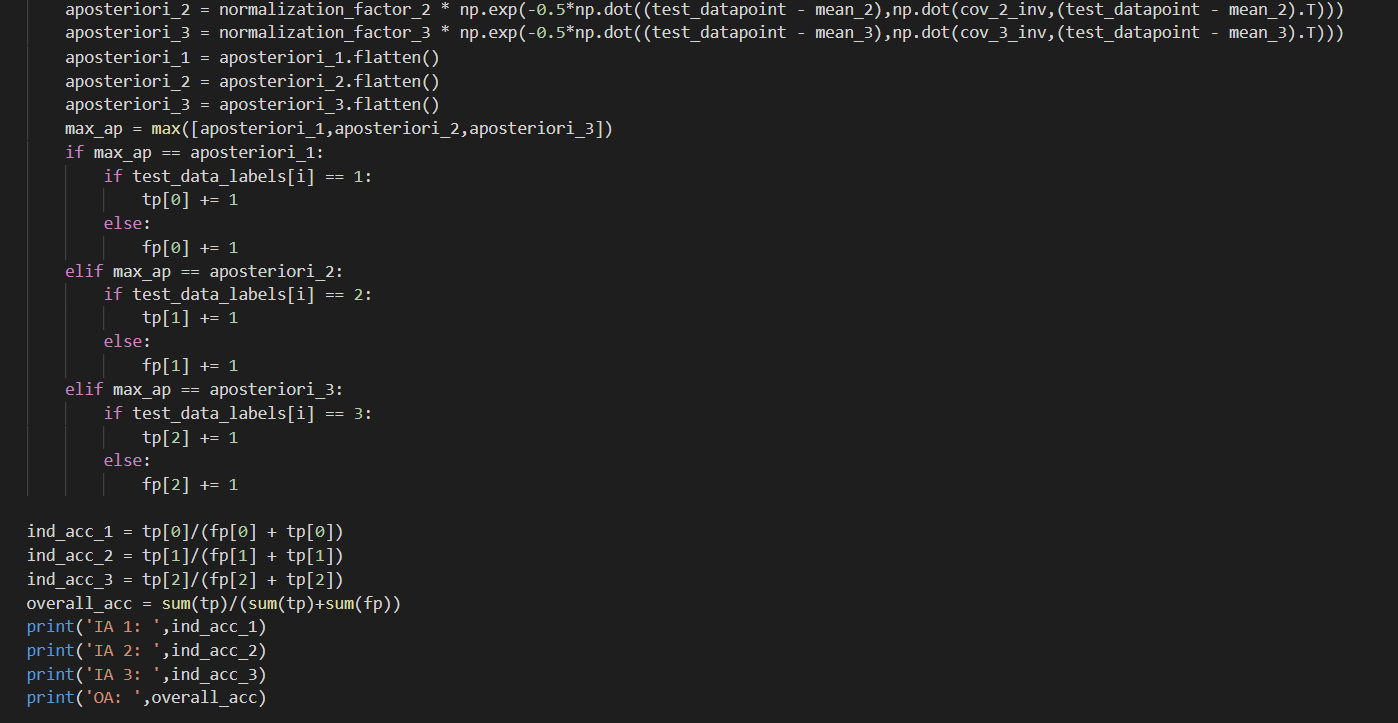 aposteriori_2 = normalization_factor_2 * np.exp(-0.5*np.dot((test_datapoint - mean_2),np.dot(cov_2_inv,(test_datapoint - mean_2).T)))
aposteriori_3 = normalization_factor_3 * np.exp(-0.5*np.dot((test_datapoint - mean_3),np.dot(cov_3_inv,(test_datapoint - mean_3).T)))
aposteriori_1 = aposteriori_1.flatten()
aposteriori_2 = aposteriori_2.flatten()
aposteriori_3 = aposteriori_3.flatten()
max_ap = max([aposteriori_1,aposteriori_2,aposteriori_3])
if max_ap == aposteriori_1:
if test_data_labels[i] == 1:
tp[0] += 1
else:
fp[0] += 1
elif max_ap == aposteriori_2:
if test_data_labels[i] == 2:
tp[1] += 1
else:
fp[1] += 1
elif max_ap == aposteriori_3:
if test_data_labels[i] == 3:
tp[2] += 1
else:
fp[2] += 1
ind_acc_1 = tp[0]/(fp[0] + tp[0])
ind_acc_2 = tp[1]/(fp[1] + tp[1])
ind_acc_3 = tp[2]/(fp[2] + tp[2])
overall_acc = sum(tp)/(sum(tp)+sum(fp))
print('IA 1: ',ind_acc_1)
print('IA 2: ',ind_acc_2)
print('IA 3: ',ind_acc_3)
print('OA: ',overall_acc)